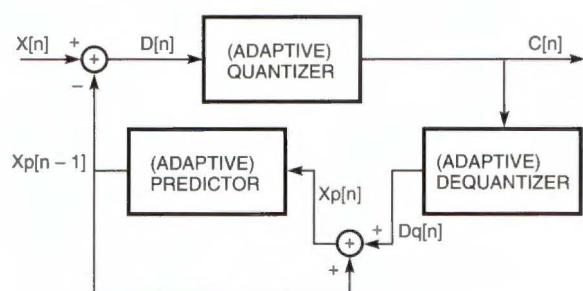 X[n]
+
+
D[n]
(ADAPTIVE)
QUANTIZER
C[n]
−
Xp[n − 1]
(ADAPTIVE)
PREDICTOR
Xp[n]
(ADAPTIVE)
DEQUANTIZER
+
Dq[n]
+
+